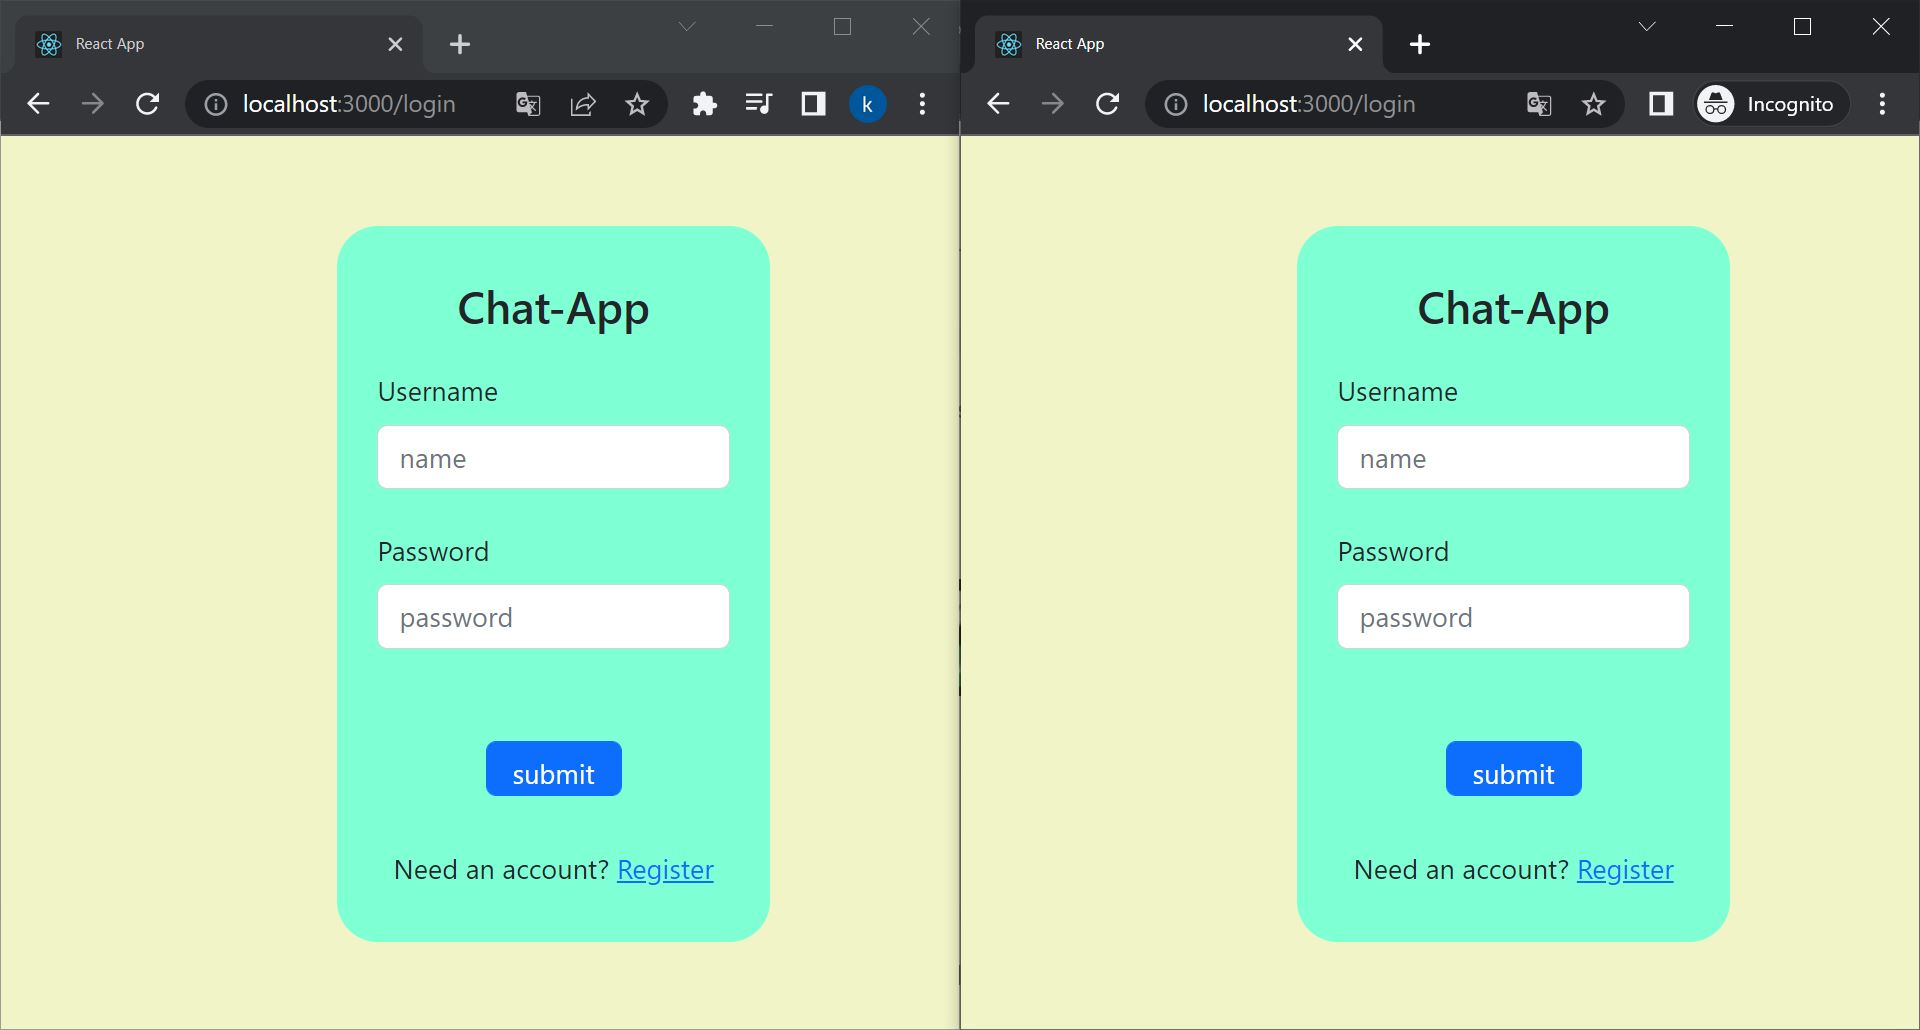 React App
localhost:3000/login
k
Chat-App
Username
name
Password
password
submit
Need an account? Register
React App
localhost:3000/login
Incognito
Chat-App
Username
name
Password
password
submit
Need an account? Register